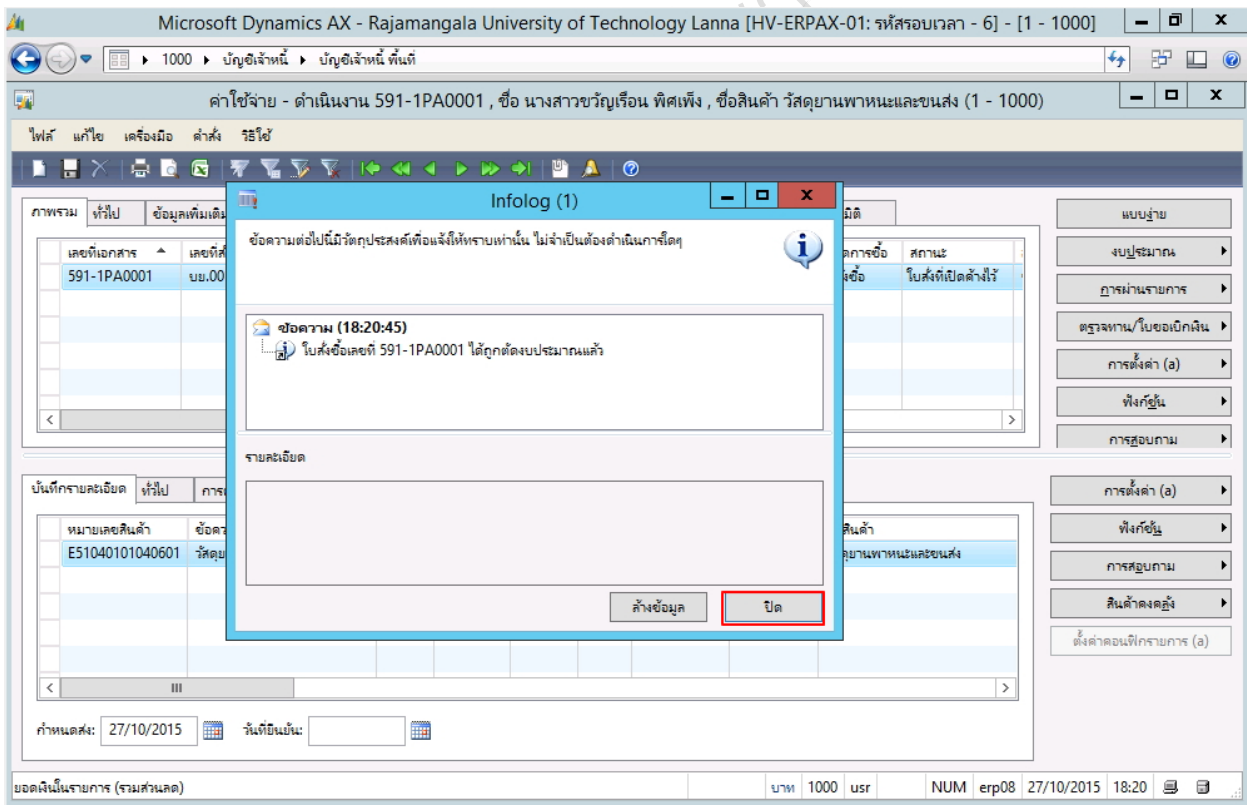 Microsoft Dynamics AX - Rajamangala University of Technology Lanna [HV-ERPAX-01: รหัสรอบเวลา - 6] - [1 - 1000]
1000 บัญชีเจ้าหนี้ บัญชีเจ้าหนี้ พื้นที่
ค่าใช้จ่าย - ดำเนินงาน 591-1PA0001 , ชื่อ นางสาวขวัญเรือน พิศเพ็ง , ชื่อสินค้า วัสดุยานพาหนะและขนส่ง (1 - 1000)
ไฟล์ แก้ไข เครื่องมือ คำสั่ง วิธีใช้
Infolog (1)
ภาพรวม ทั่วไป ข้อมูลเพิ่มเติม มิติ
แบบง่าย
ข้อความต่อไปนี้มีวัตถุประสงค์เพื่อแจ้งให้ทราบเท่านั้น ไม่จำเป็นต้องดำเนินการใดๆ
เลขที่เอกสาร สถานะ
งบประมาณ
591-1PA0001 บย.00 ใบสั่งที่เปิดค้างไว้
การผ่านรายการ
ข้อความ (18:20:45)
ตรวจทาน/ใบขอเบิกเงิน
ใบสั่งซื้อเลขที่ 591-1PA0001 ได้ถูกตัดงบประมาณแล้ว
การตั้งค่า (a)
ฟังก์ชั่น
การสอบถาม
รายละเอียด
บันทึกรายละเอียด ทั่วไป
การตั้งค่า (a)
หมายเลขสินค้า
ฟังก์ชั่น
E51040101040601
การสอบถาม
ล้างข้อมูล ปิด
สินค้าคงคลัง
ตั้งค่าคอนฟิกรายการ (a)
กำหนดส่ง: 27/10/2015 วันที่ยืนยัน:
ยอดเงินในรายการ (รวมส่วนลด) บาท 1000 usr NUM erp08 27/10/2015 18:20